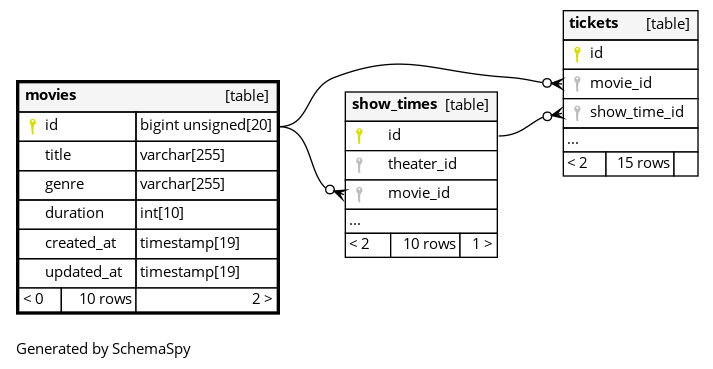 movies [table]
id bigint unsigned[20]
title varchar[255]
genre varchar[255]
duration int[10]
created_at timestamp[19]
updated_at timestamp[19]
< 0 10 rows 2 >
show_times [table]
id
theater_id
movie_id
...
< 2 10 rows 1 >
tickets [table]
id
movie_id
show_time_id
...
< 2 15 rows
Generated by SchemaSpy